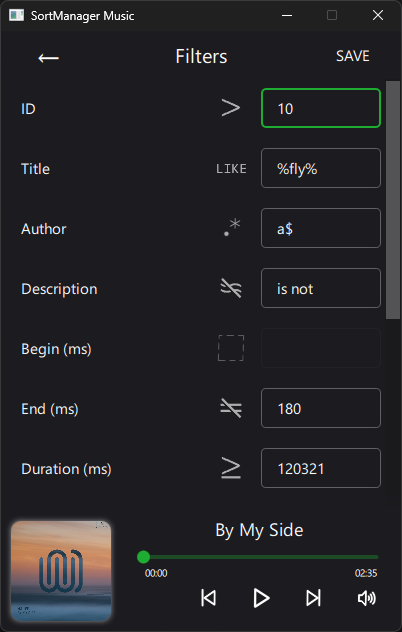 SortManager Music
← Filters SAVE
ID > 10
Title LIKE %fly%
Author .* a$
Description is not
Begin (ms)
End (ms) ≠ 180
Duration (ms) ≥ 120321
By My Side
00:00 02:35